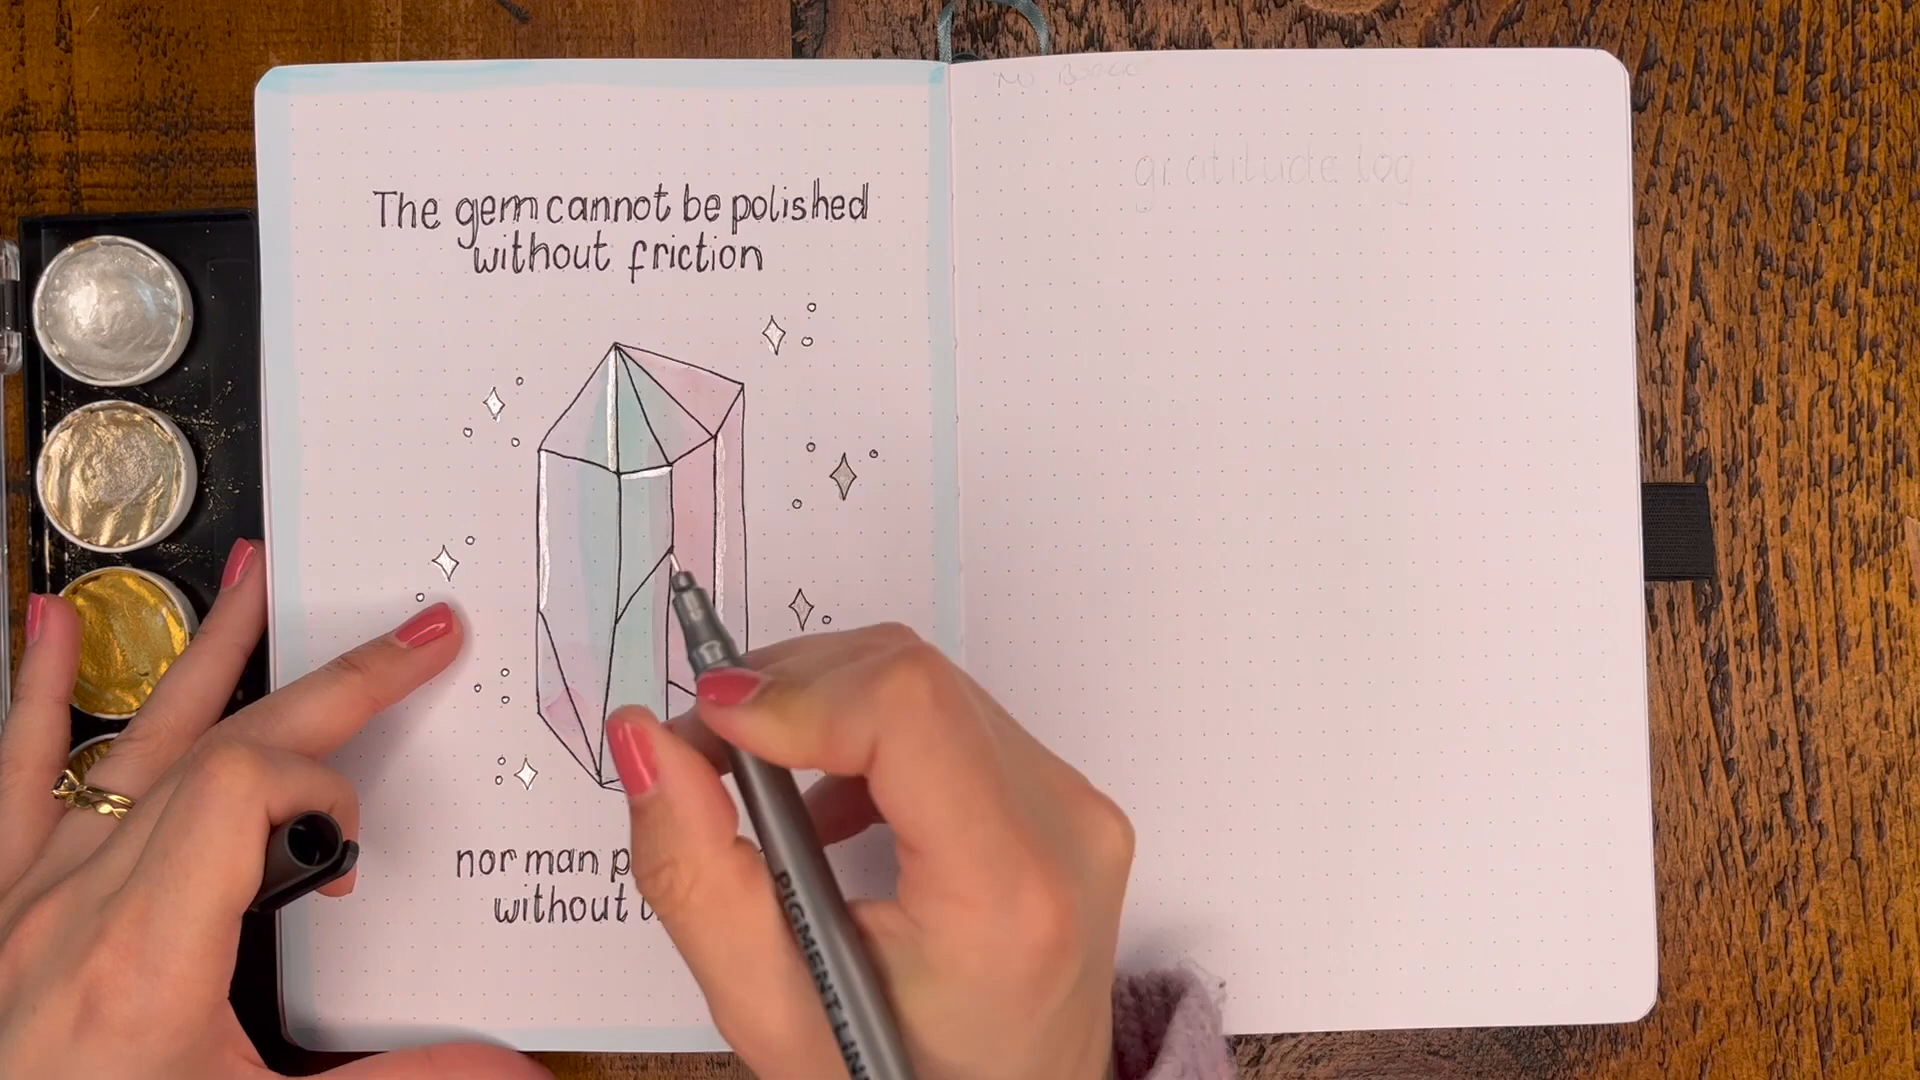 The gem cannot be polished
without friction
nor man
without
gratitude log
PIGMENT LIN